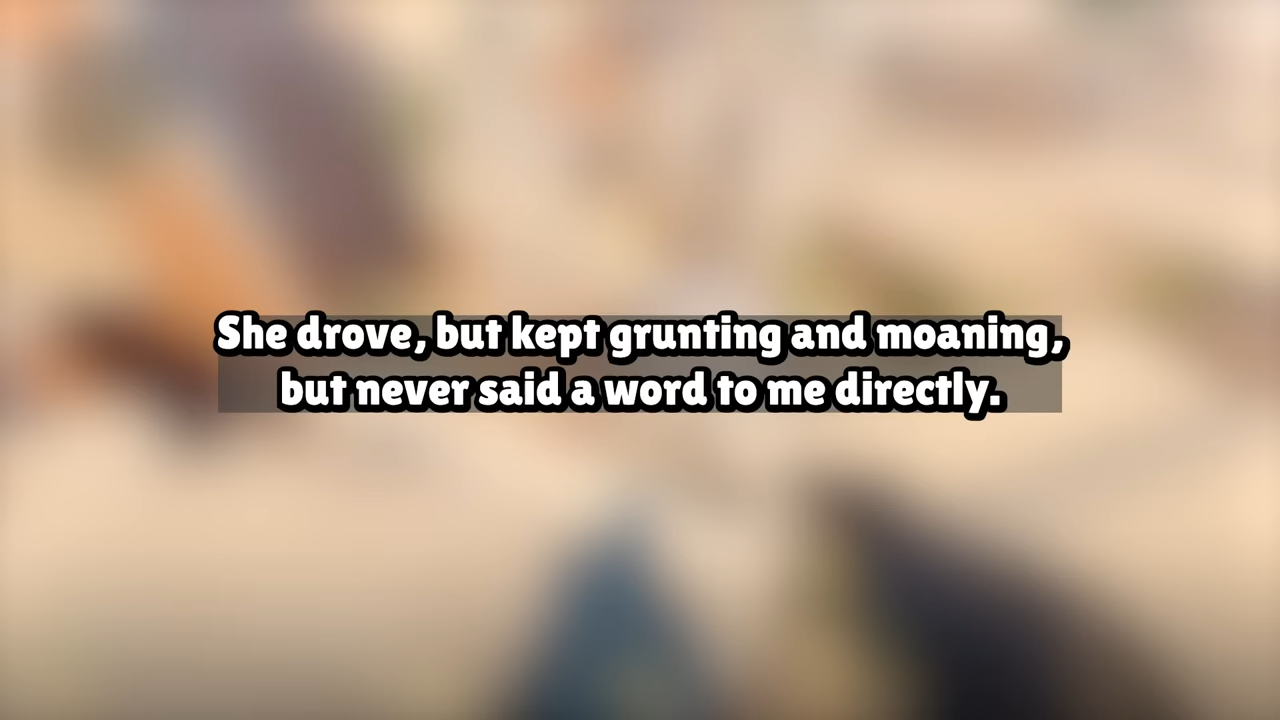 She drove, but kept grunting and moaning,
but never said a word to me directly.